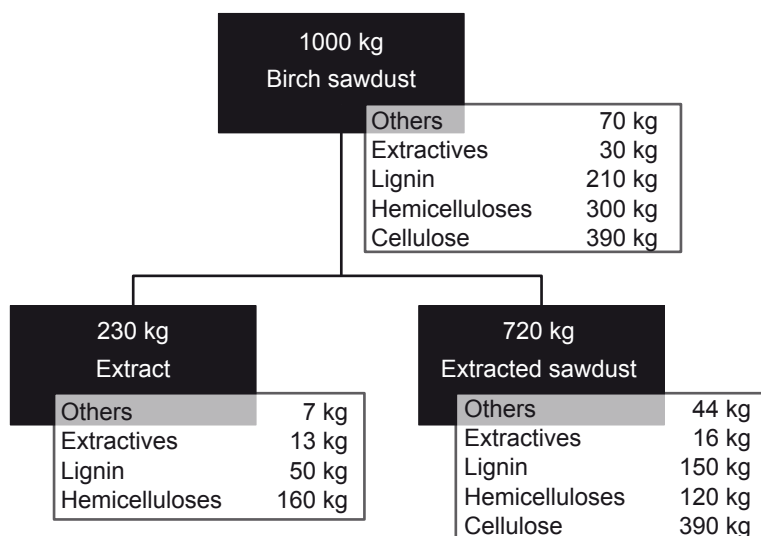 1000 kg
Birch sawdust
Others 70 kg
Extractives 30 kg
Lignin 210 kg
Hemicelluloses 300 kg
Cellulose 390 kg
230 kg
Extract
Others 7 kg
Extractives 13 kg
Lignin 50 kg
Hemicelluloses 160 kg
720 kg
Extracted sawdust
Others 44 kg
Extractives 16 kg
Lignin 150 kg
Hemicelluloses 120 kg
Cellulose 390 kg